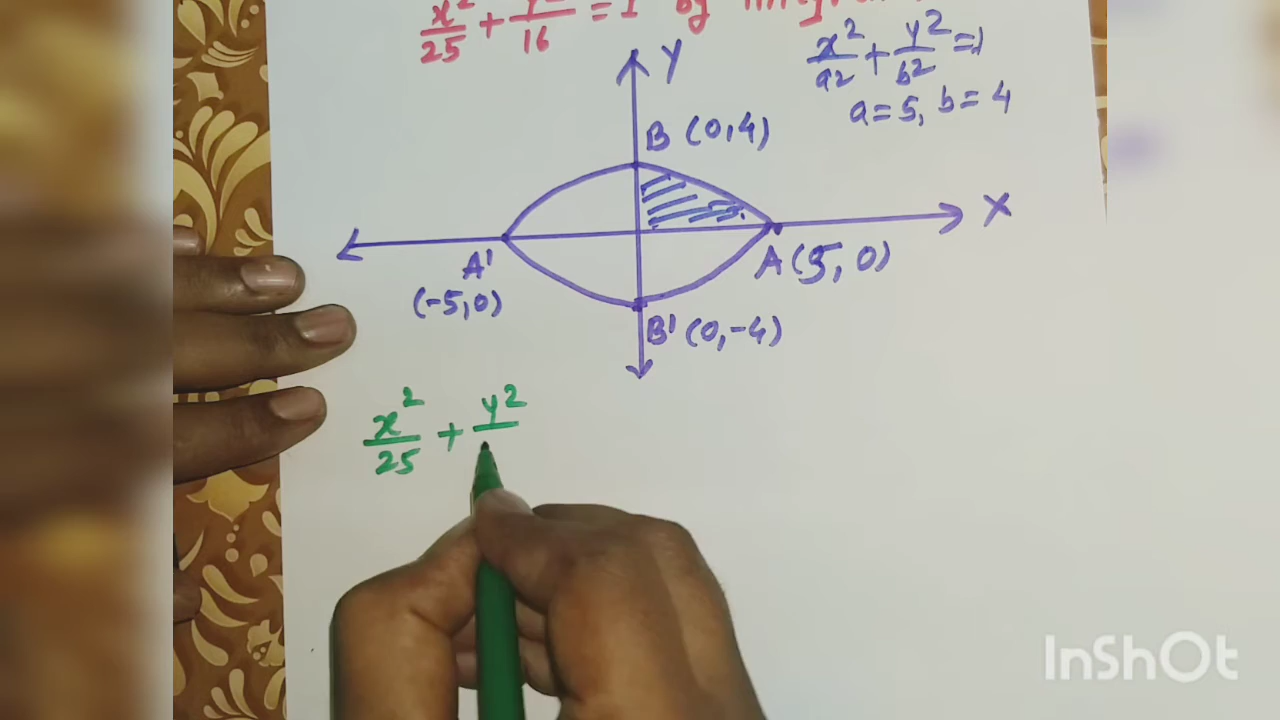 x²/25 + y²/16 = 1 by
x²/a2 + y²/b² = 1
a = 5, b = 4
Y
B (0,4)
X
A' 
(-5,0)
A (5, 0)
B' (0,-4)
x²/25 + y2
InShOt